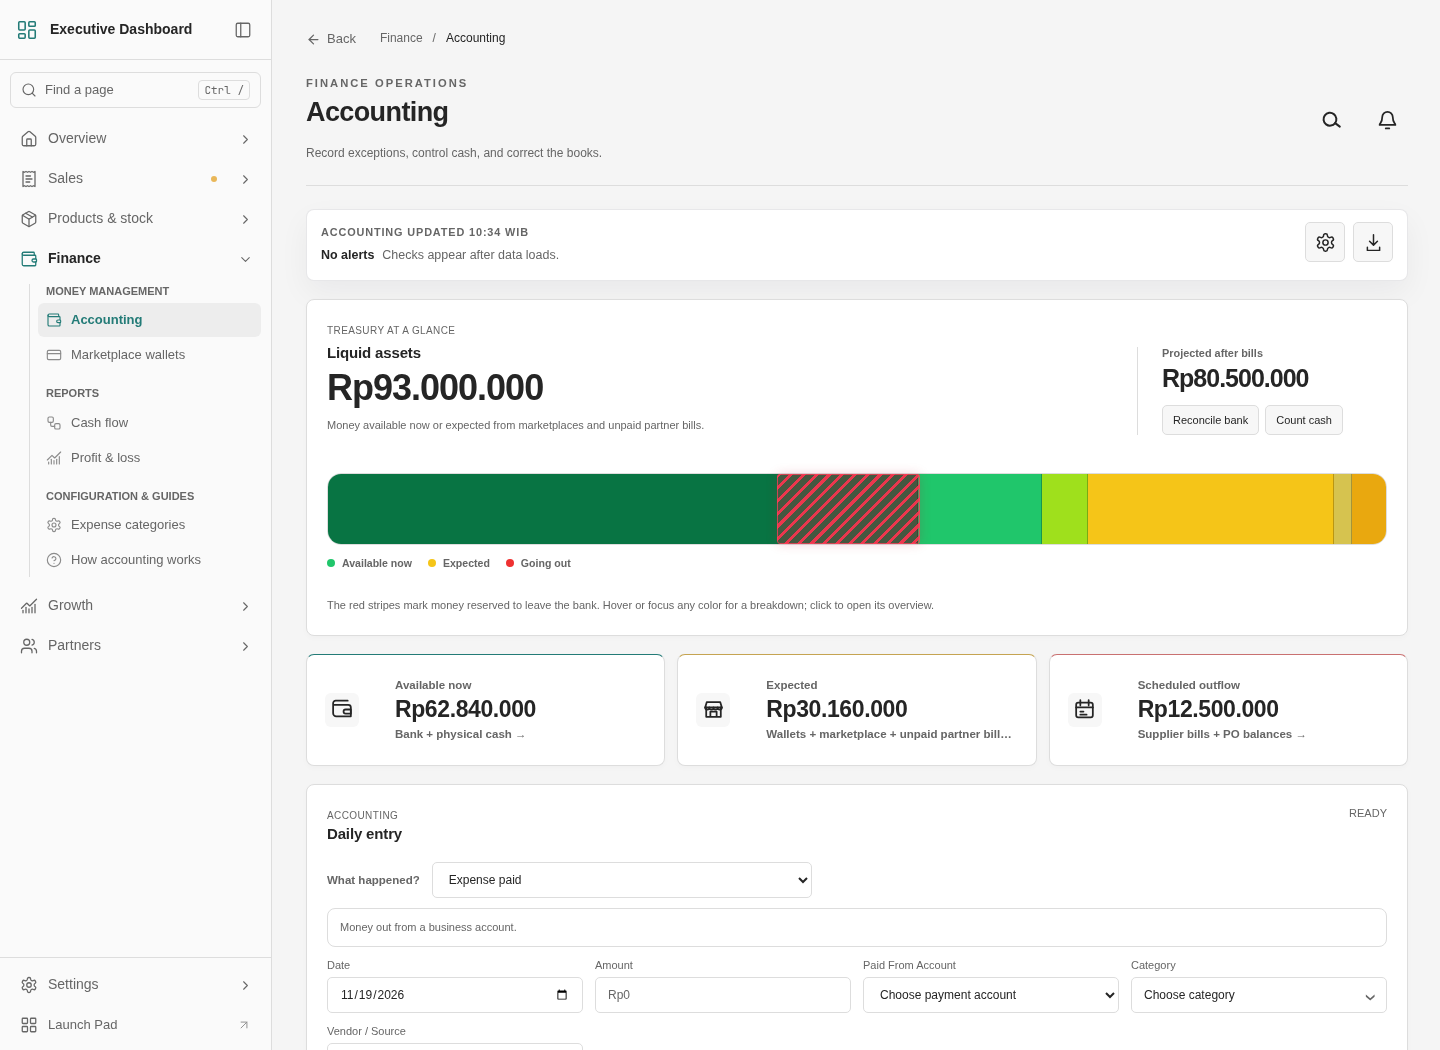 Executive Dashboard
Find a page
Ctrl /
Overview
Sales
Products & stock
Finance
MONEY MANAGEMENT
Accounting
Marketplace wallets
REPORTS
Cash flow
Profit & loss
CONFIGURATION & GUIDES
Expense categories
How accounting works
Growth
Partners
Settings
Launch Pad
Back
Finance / Accounting
FINANCE OPERATIONS
Accounting
Record exceptions, control cash, and correct the books.
ACCOUNTING UPDATED 10:34 WIB
No alerts Checks appear after data loads.
TREASURY AT A GLANCE
Liquid assets
Rp93.000.000
Money available now or expected from marketplaces and unpaid partner bills.
Projected after bills
Rp80.500.000
Reconcile bank
Count cash
Available now
Expected
Going out
The red stripes mark money reserved to leave the bank. Hover or focus any color for a breakdown; click to open its overview.
Available now
Rp62.840.000
Bank + physical cash →
Expected
Rp30.160.000
Wallets + marketplace + unpaid partner bill…
Scheduled outflow
Rp12.500.000
Supplier bills + PO balances →
ACCOUNTING
Daily entry
READY
What happened?
Expense paid
Money out from a business account.
Date
11/19/2026
Amount
Rp0
Paid From Account
Choose payment account
Category
Choose category
Vendor / Source